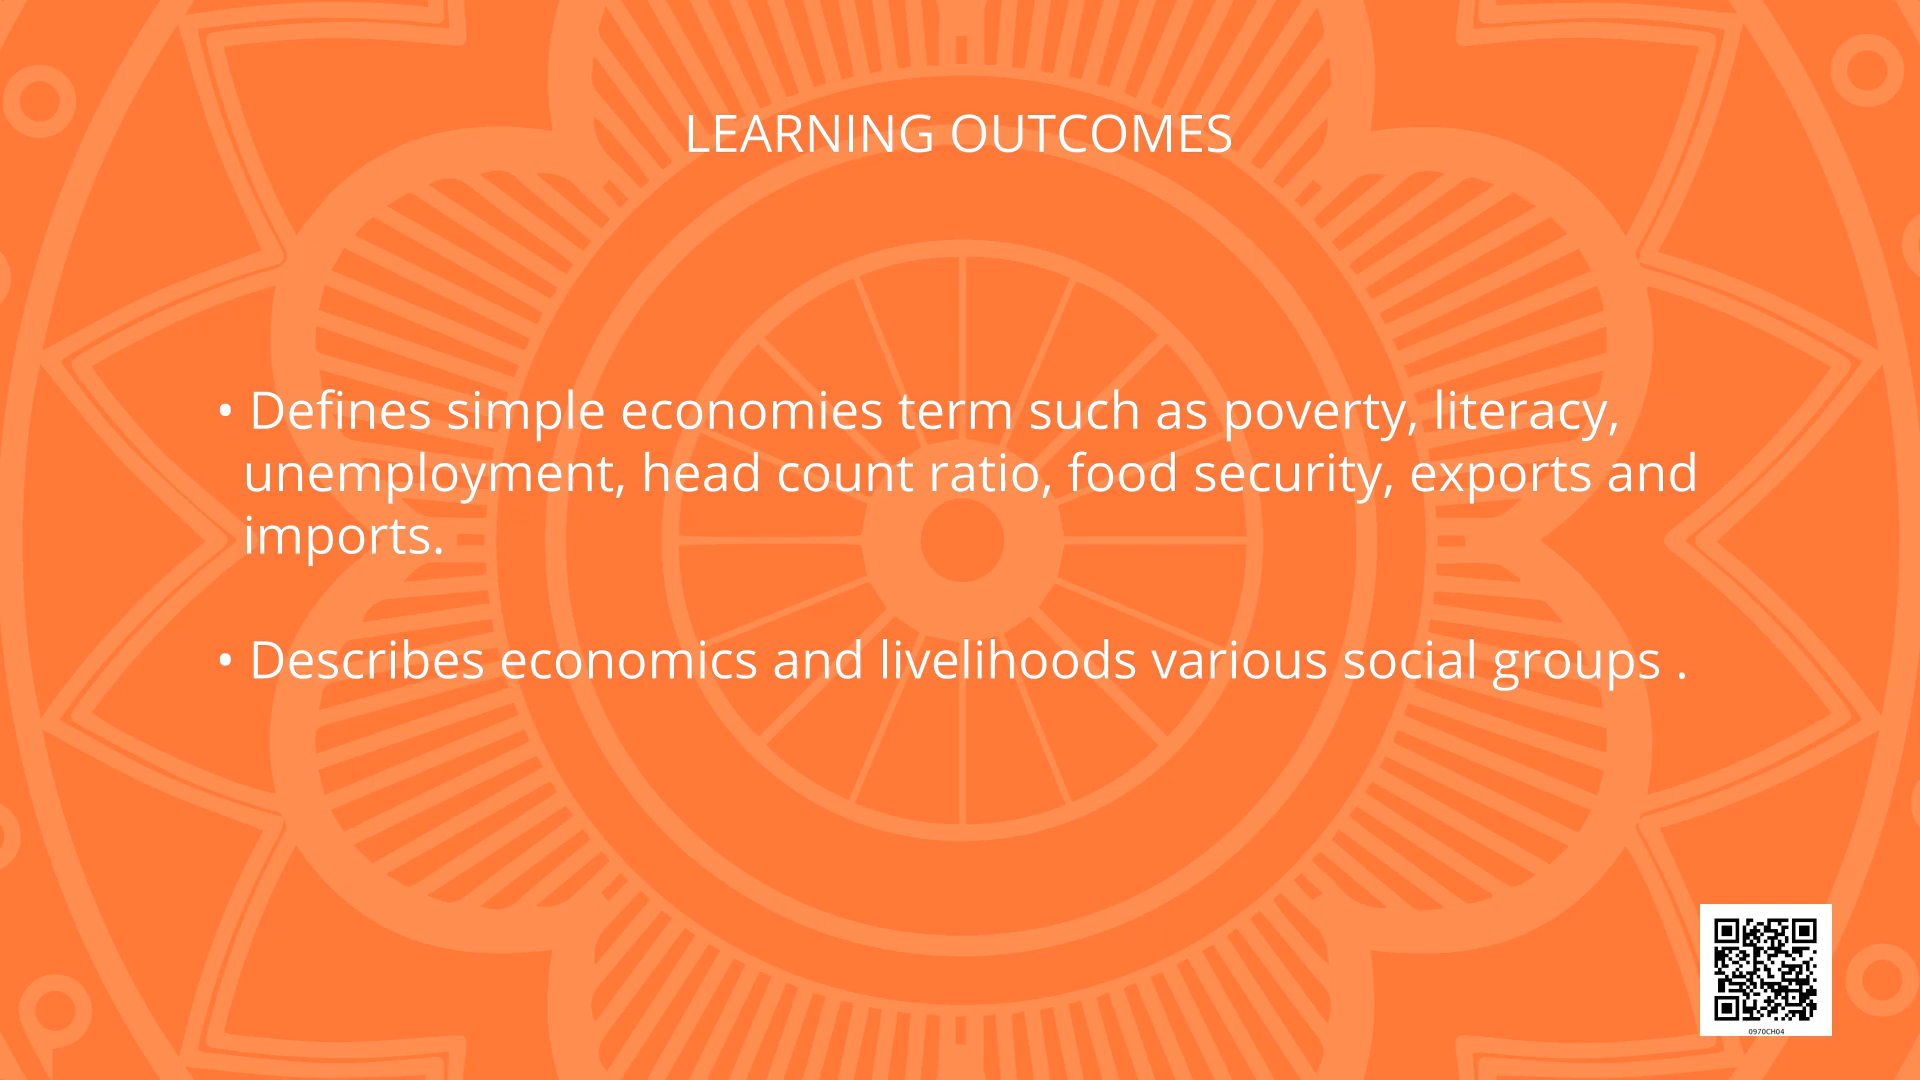 LEARNING OUTCOMES
• Defines simple economies term such as poverty, literacy,
unemployment, head count ratio, food security, exports and
imports.
• Describes economics and livelihoods various social groups .
0970CH04